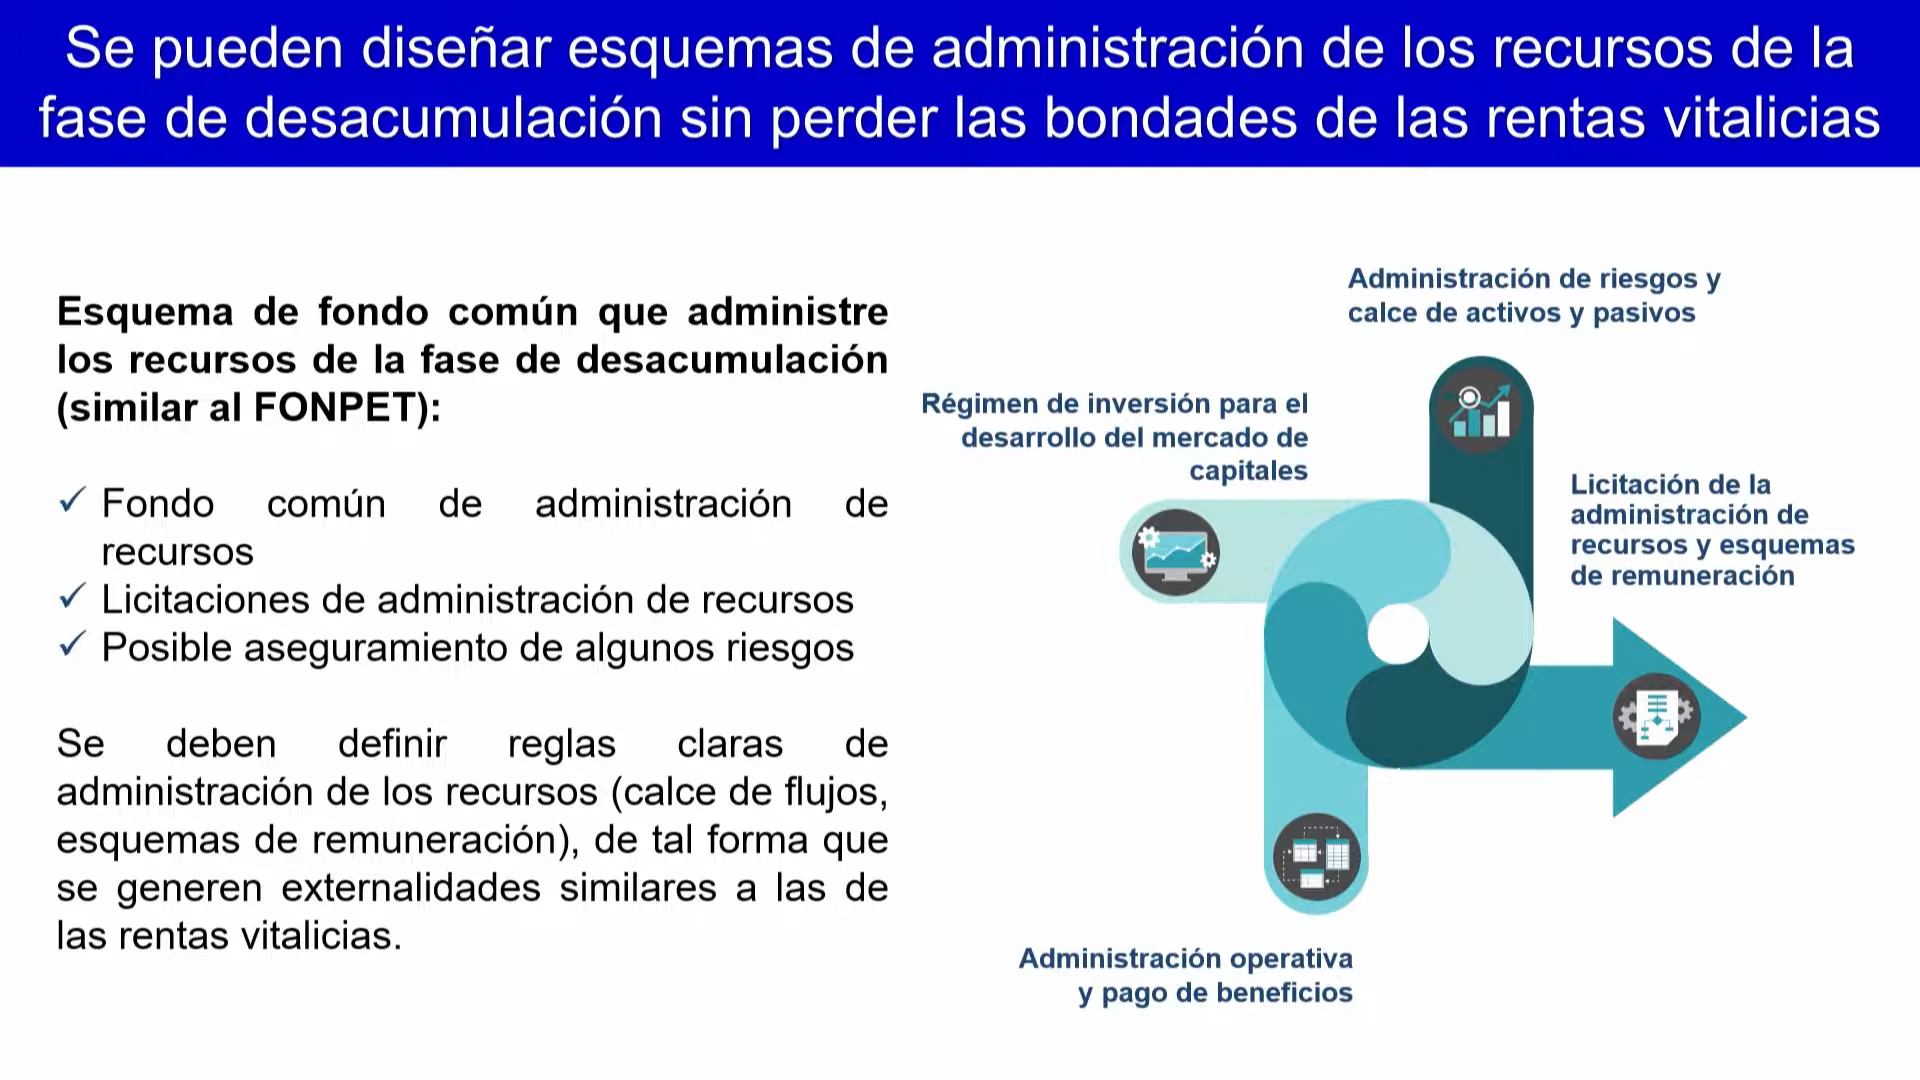 Se pueden diseñar esquemas de administración de los recursos de la
fase de desacumulación sin perder las bondades de las rentas vitalicias
Esquema de fondo común que administre
los recursos de la fase de desacumulación
(similar al FONPET):
✓ Fondo común de administración de
recursos
✓ Licitaciones de administración de recursos
✓ Posible aseguramiento de algunos riesgos
Se deben definir reglas claras de
administración de los recursos (calce de flujos,
esquemas de remuneración), de tal forma que
se generen externalidades similares a las de
las rentas vitalicias.
Administración de riesgos y
calce de activos y pasivos
Régimen de inversión para el
desarrollo del mercado de
capitales
Licitación de la
administración de
recursos y esquemas
de remuneración
Administración operativa
y pago de beneficios